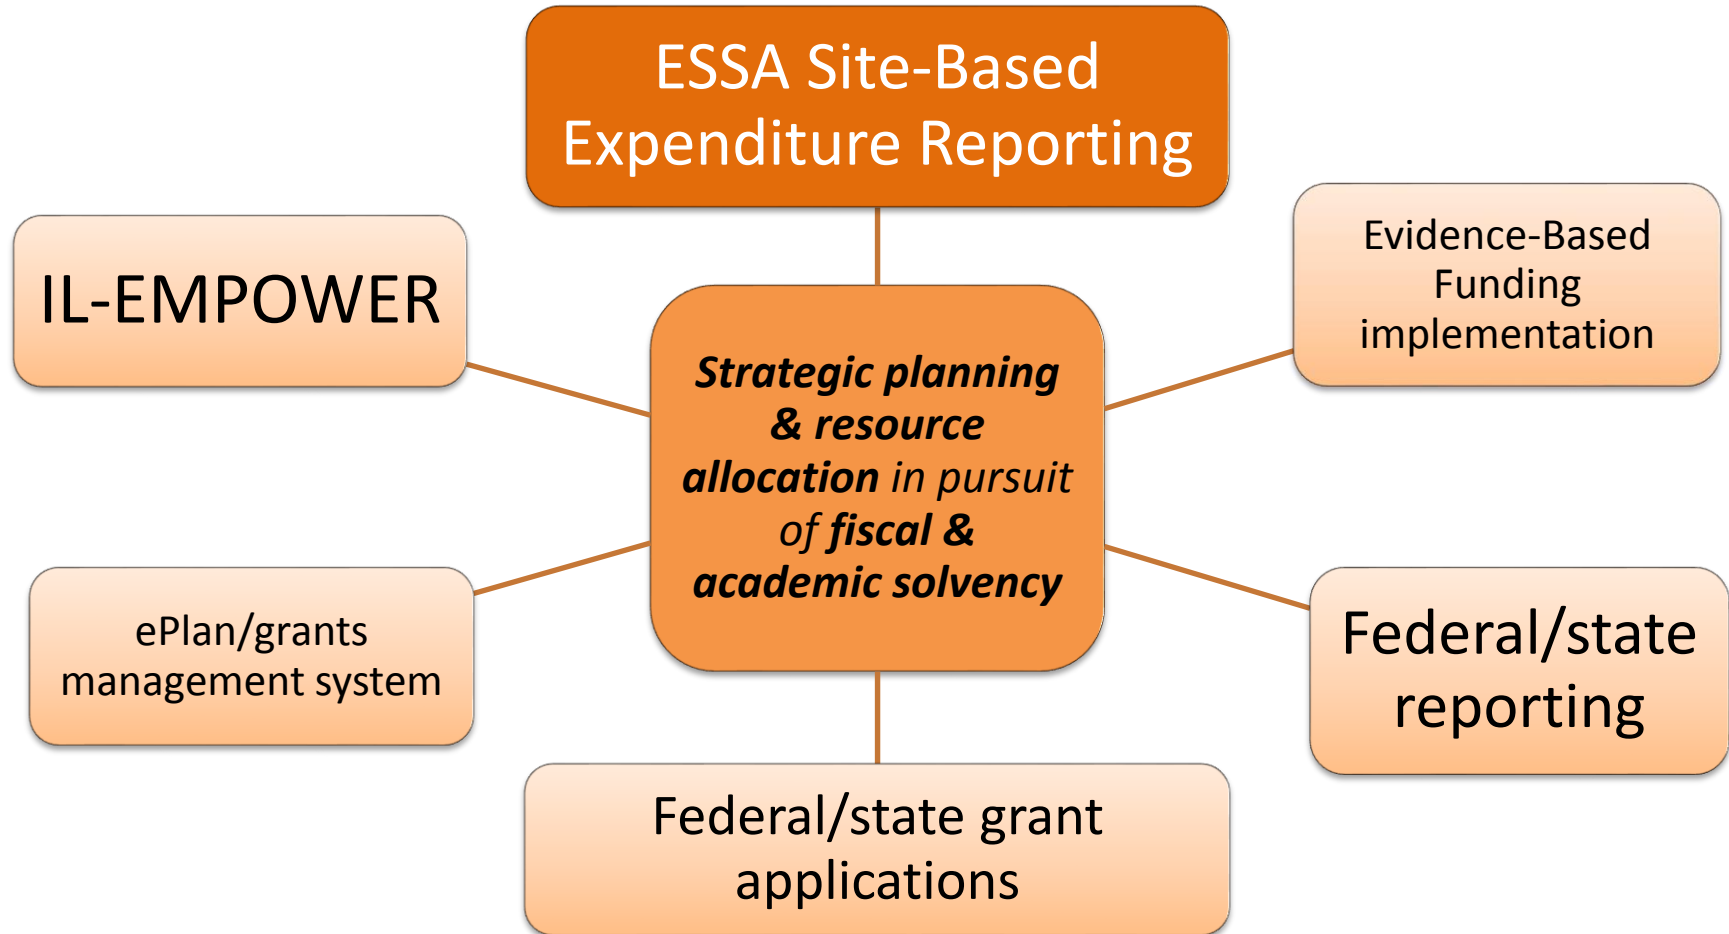 ESSA Site-Based
Expenditure Reporting
IL-EMPOWER
Evidence-Based
Funding
implementation
Strategic planning
& resource
allocation in pursuit
of fiscal &
academic solvency
ePlan/grants
management system
Federal/state
reporting
Federal/state grant
applications